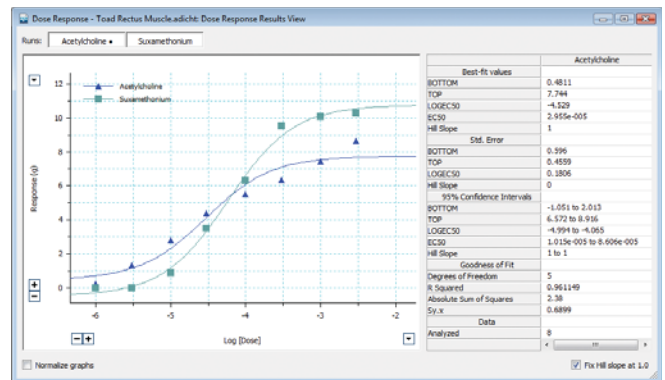 Dose Response - Toad Rectus Muscle.adicht: Dose Response Results View
Runs: Acetylcholine • Suxamethonium
Acetylcholine
Suxamethonium
12
10
8
6
4
2
0
Response (g)
-6 -5 -4 -3 -2
Log [Dose]
Normalize graphs
Acetylcholine
Best-fit values
BOTTOM 0.4811
TOP 7.744
LOGEC50 -4.529
EC50 2.955e-005
Hill Slope 1
Std. Error
BOTTOM 0.596
TOP 0.4559
LOGEC50 0.1806
Hill Slope 0
95% Confidence Intervals
BOTTOM -1.051 to 2.013
TOP 6.572 to 8.916
LOGEC50 -4.994 to -4.065
EC50 1.015e-005 to 8.606e-005
Hill Slope 1 to 1
Goodness of Fit
Degrees of Freedom 5
R Squared 0.961149
Absolute Sum of Squares 2.38
Sy.x 0.6899
Data
Analyzed 8
Fix Hill slope at 1.0